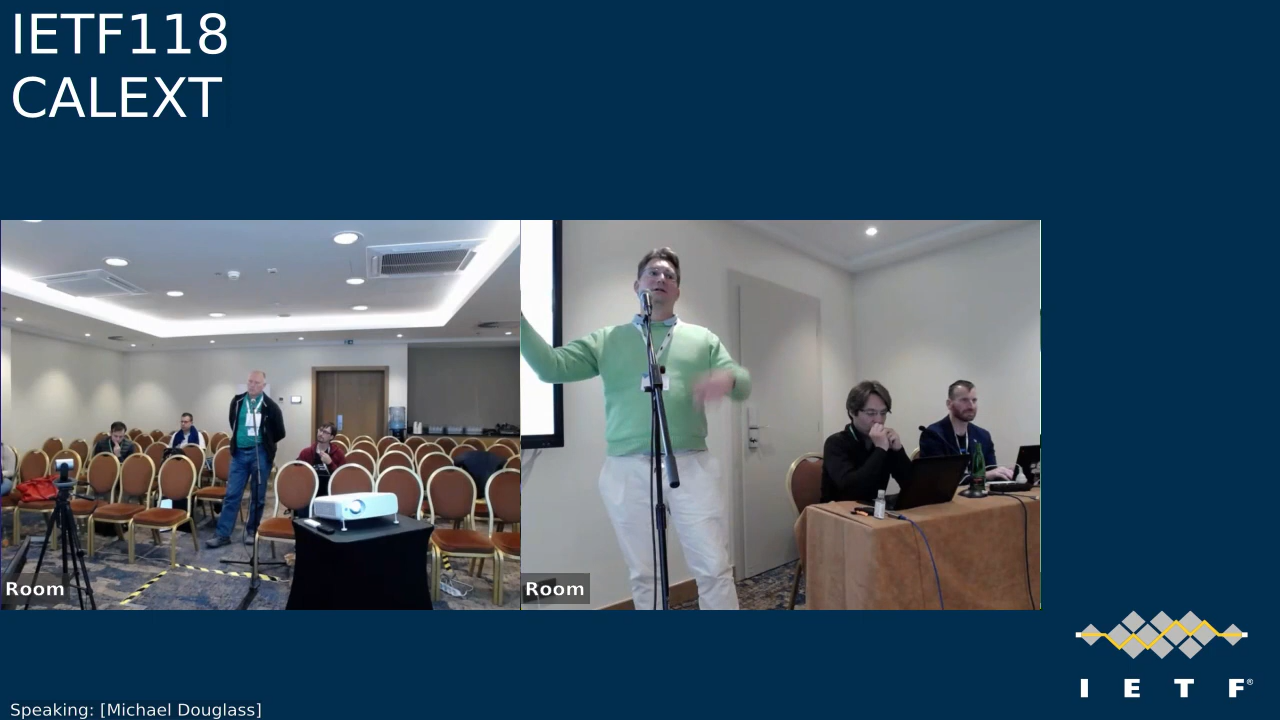 IETF118
CALEXT
Room
Room
I E T F®
Speaking: [Michael Douglass]